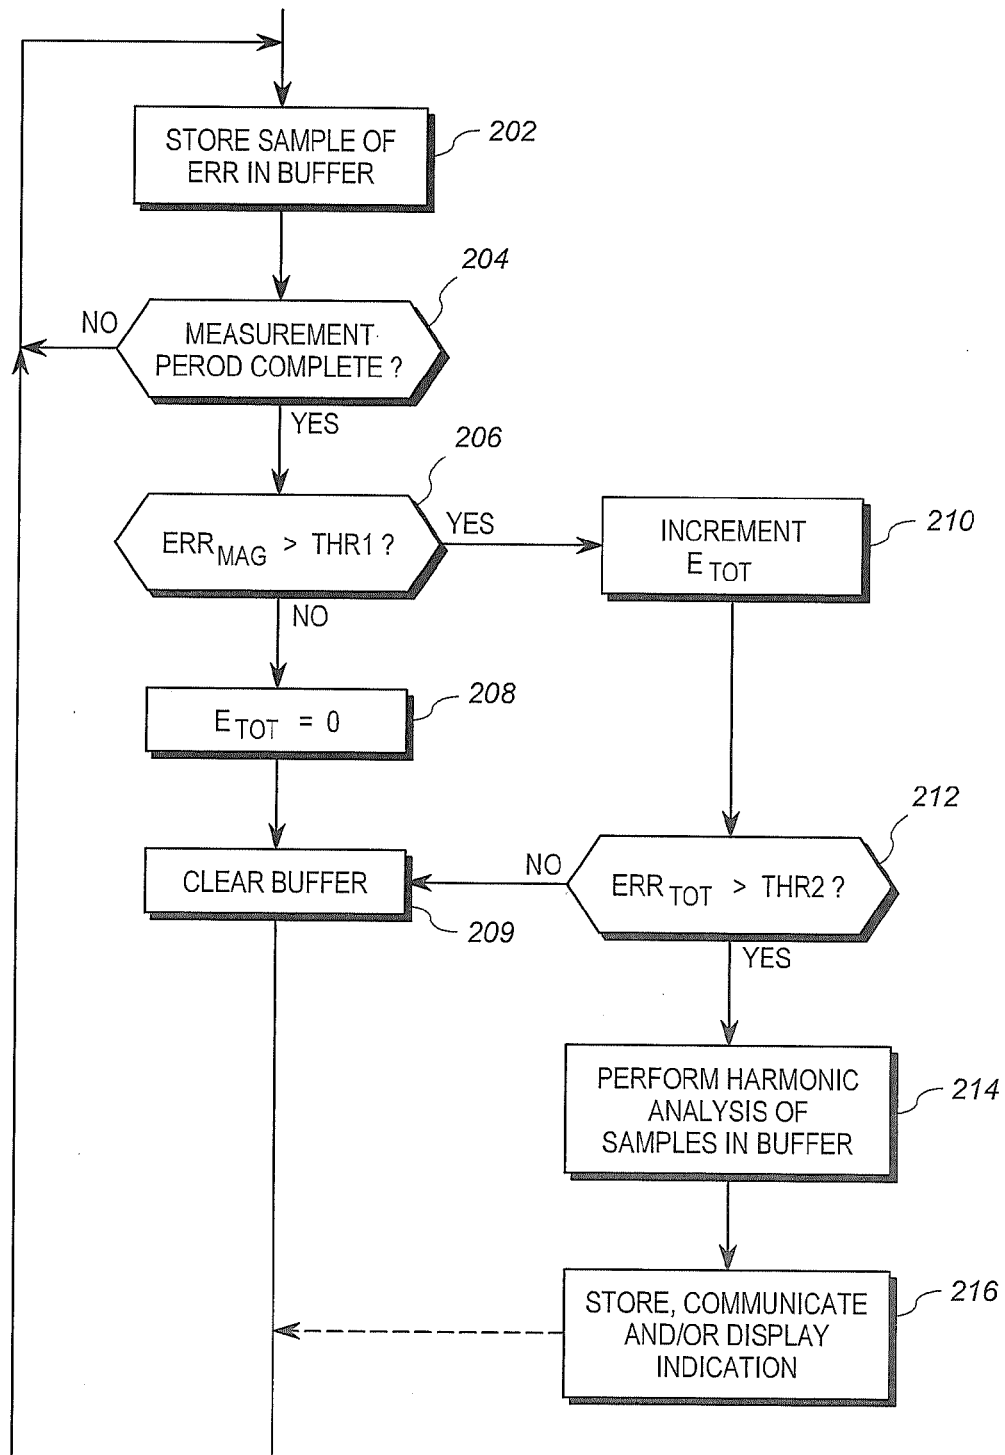 STORE SAMPLE OF
ERR IN BUFFER
202
204
NO
MEASUREMENT
PEROD COMPLETE ?
YES
206
ERR MAG > THR1 ?
YES
INCREMENT
E TOT
210
NO
208
E TOT = 0
212
CLEAR BUFFER
NO
ERR TOT > THR2 ?
209
YES
PERFORM HARMONIC
ANALYSIS OF
SAMPLES IN BUFFER
214
STORE, COMMUNICATE
AND/OR DISPLAY
INDICATION
216